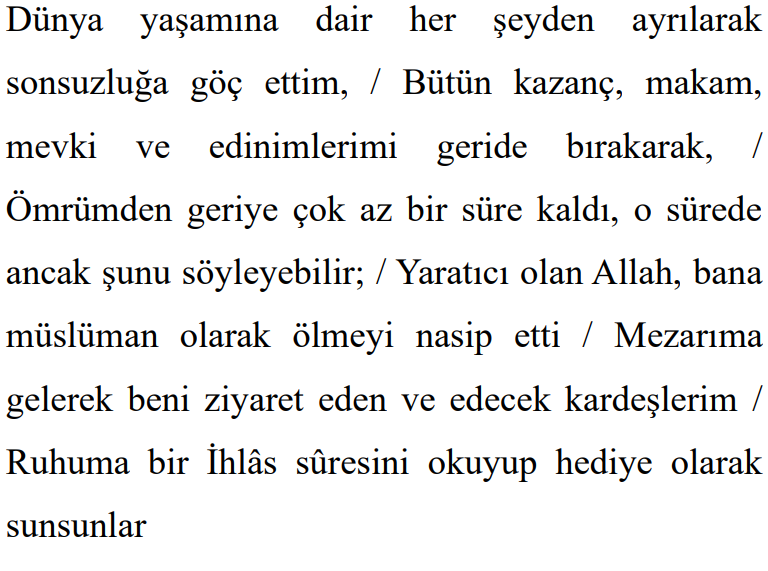 Dünya yaşamına dair her şeyden ayrılarak
sonsuzluğa göç ettim, / Bütün kazanç, makam,
mevki ve edinimlerimi geride bırakarak, /
Ömrümden geriye çok az bir süre kaldı, o sürede
ancak şunu söyleyebilir; / Yaratıcı olan Allah, bana
müslüman olarak ölmeyi nasip etti / Mezarıma
gelerek beni ziyaret eden ve edecek kardeşlerim /
Ruhuma bir İhlâs sûresini okuyup hediye olarak
sunsunlar